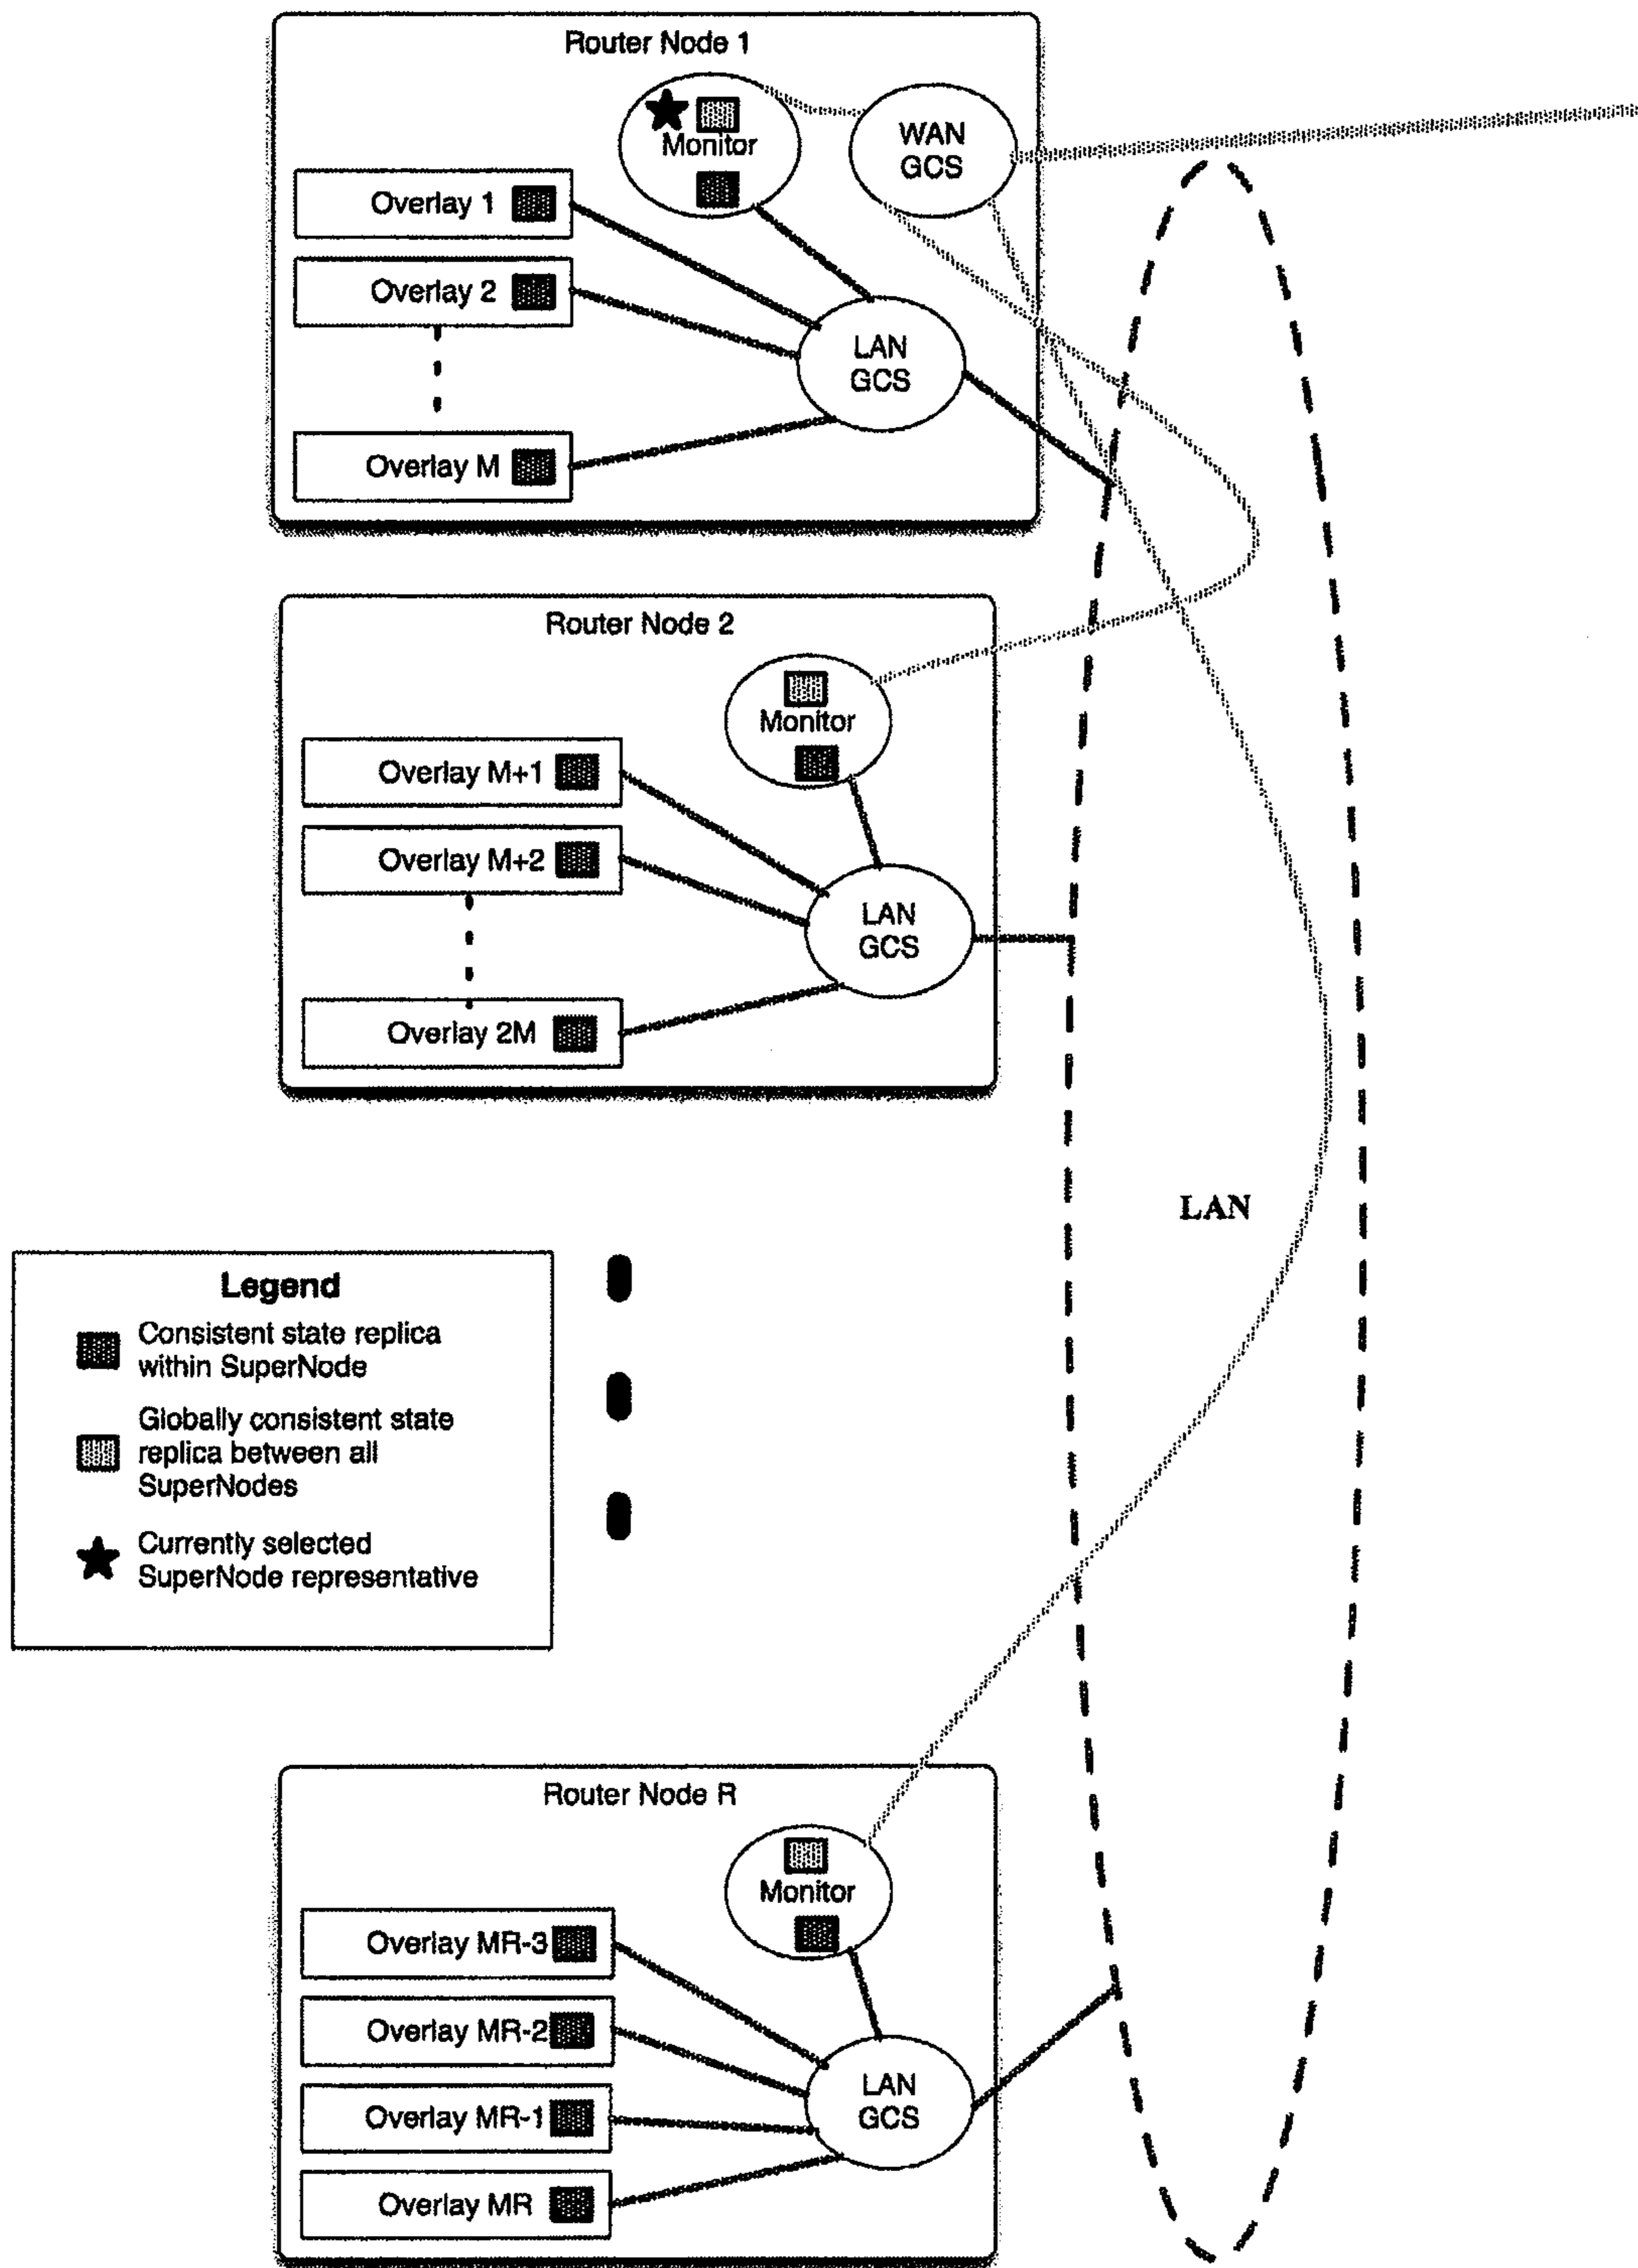 Router Node 1
Monitor
WAN
GCS
Overlay 1
Overlay 2
LAN
GCS
Overlay M
Router Node 2
Monitor
Overlay M+1
Overlay M+2
LAN
GCS
Overlay 2M
LAN
Legend
Consistent state replica
within SuperNode
Globally consistent state
replica between all
SuperNodes
Currently selected
SuperNode representative
Router Node R
Monitor
Overlay MR-3
Overlay MR-2
LAN
GCS
Overlay MR-1
Overlay MR